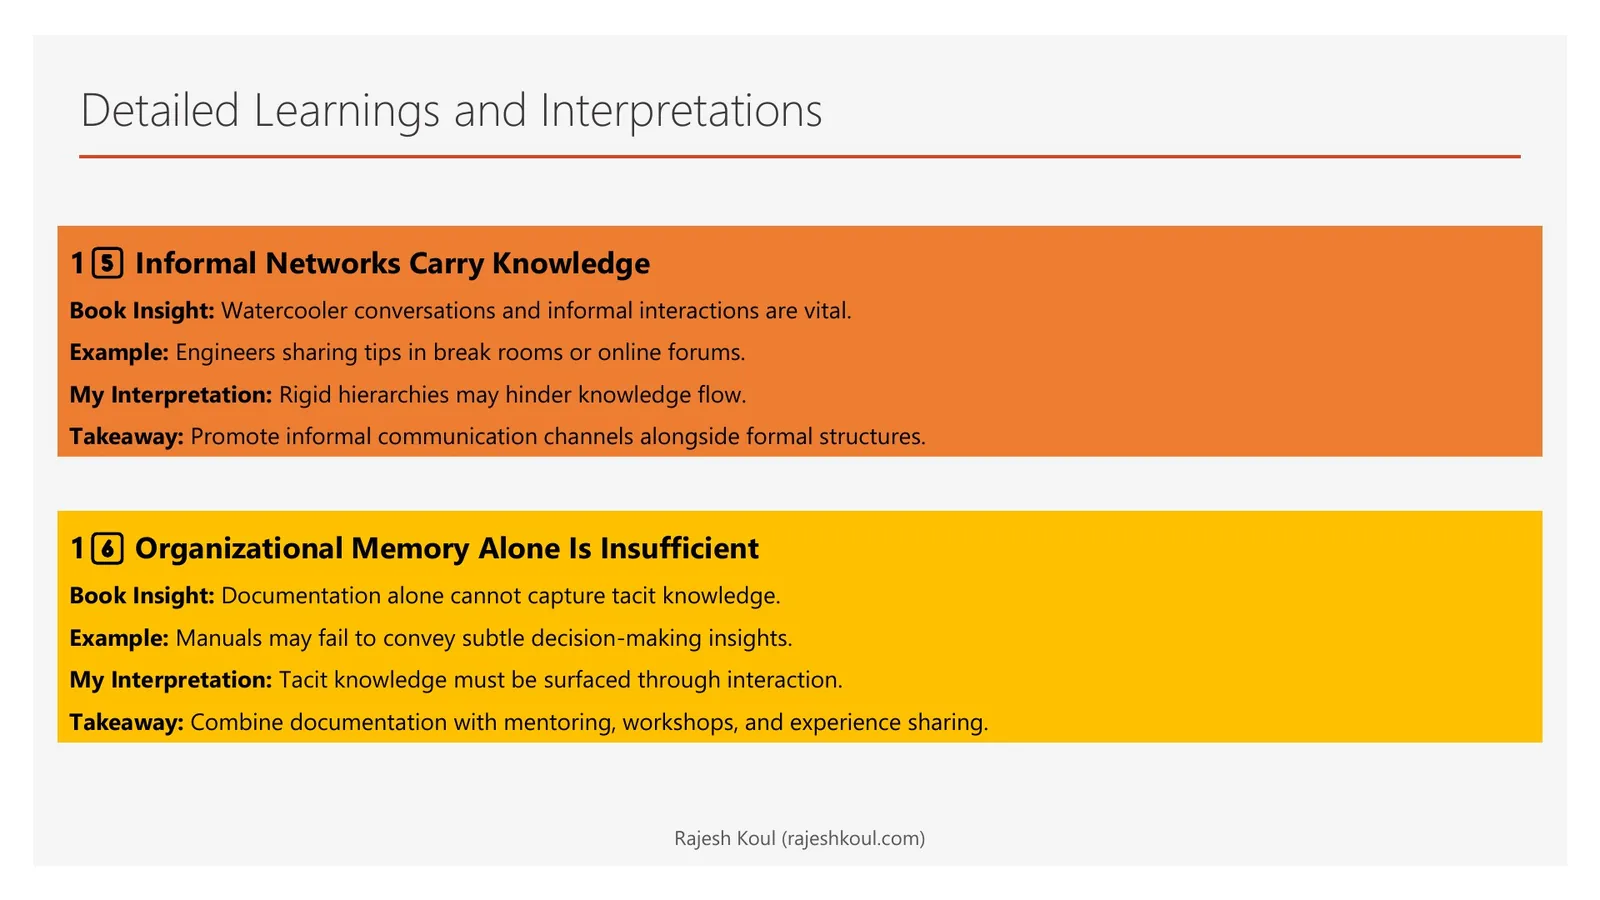 Detailed Learnings and Interpretations
15️⃣ Informal Networks Carry Knowledge
Book Insight: Watercooler conversations and informal interactions are vital.
Example: Engineers sharing tips in break rooms or online forums.
My Interpretation: Rigid hierarchies may hinder knowledge flow.
Takeaway: Promote informal communication channels alongside formal structures.
16️⃣ Organizational Memory Alone Is Insufficient
Book Insight: Documentation alone cannot capture tacit knowledge.
Example: Manuals may fail to convey subtle decision-making insights.
My Interpretation: Tacit knowledge must be surfaced through interaction.
Takeaway: Combine documentation with mentoring, workshops, and experience sharing.
Rajesh Koul (rajeshkoul.com)